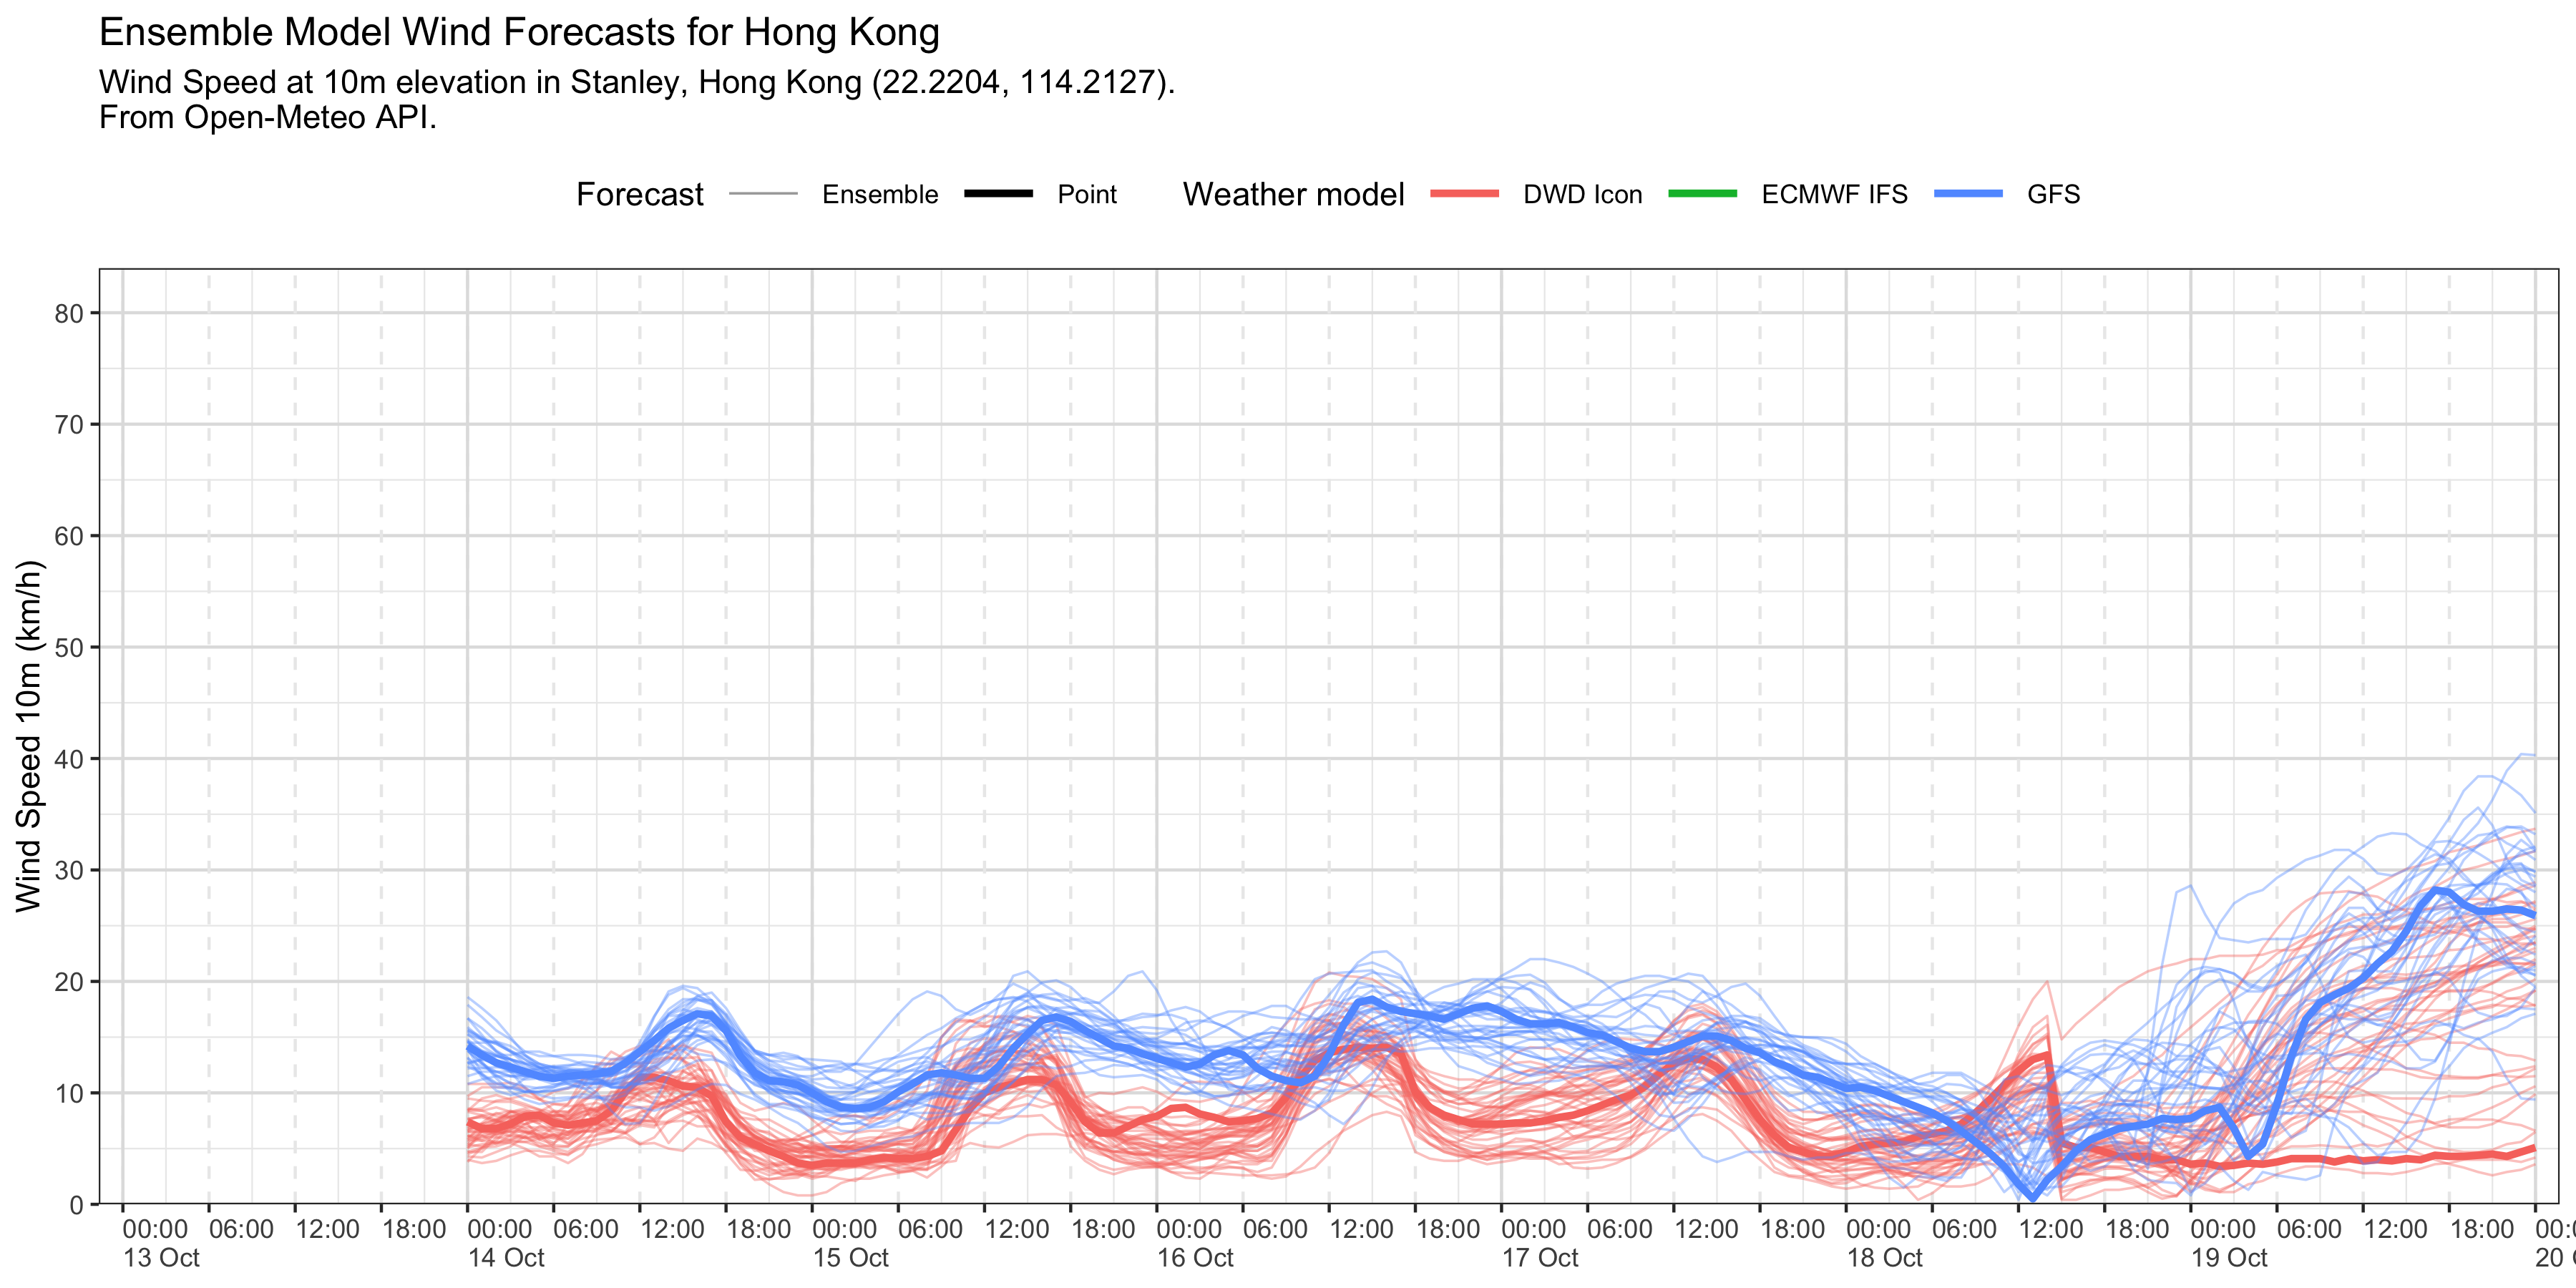 Ensemble Model Wind Forecasts for Hong Kong
Wind Speed at 10m elevation in Stanley, Hong Kong (22.2204, 114.2127).
From Open-Meteo API.
Forecast Ensemble Point Weather model DWD Icon ECMWF IFS GFS
Wind Speed 10m (km/h)
80
70
60
50
40
30
20
10
0
00:00 06:00 12:00 18:00 00:00 06:00 12:00 18:00 00:00 06:00 12:00 18:00 00:00 06:00 12:00 18:00 00:00 06:00 12:00 18:00 00:00 06:00 12:00 18:00 00:00 06:00 12:00 18:00 00:
13 Oct 14 Oct 15 Oct 16 Oct 17 Oct 18 Oct 19 Oct 20